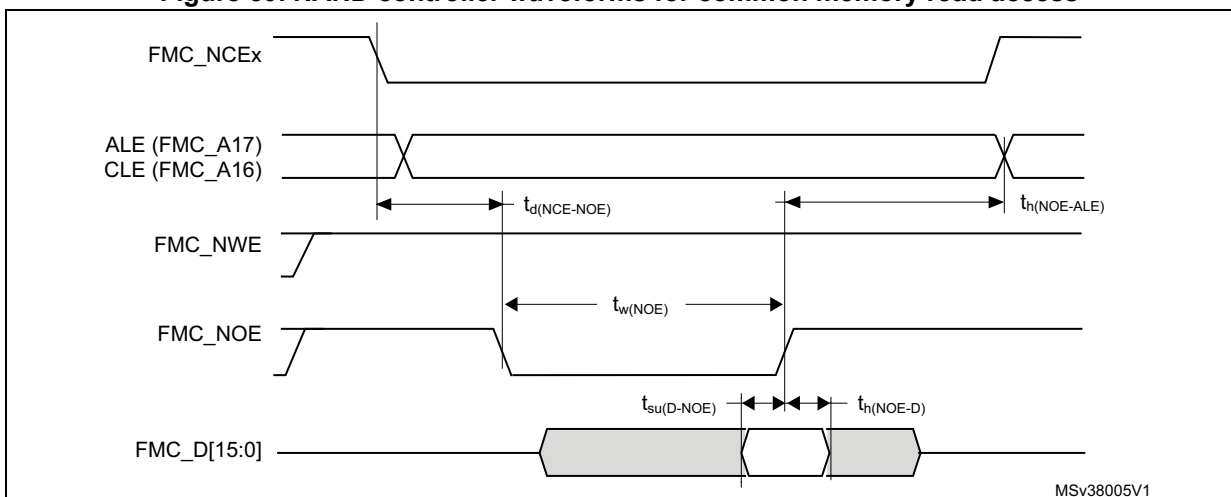 FMC_NCEx
ALE (FMC_A17)
CLE (FMC_A16)
td(NCE-NOE)
th(NOE-ALE)
FMC_NWE
tw(NOE)
FMC_NOE
tsu(D-NOE)
th(NOE-D)
FMC_D[15:0]
MSv38005V1